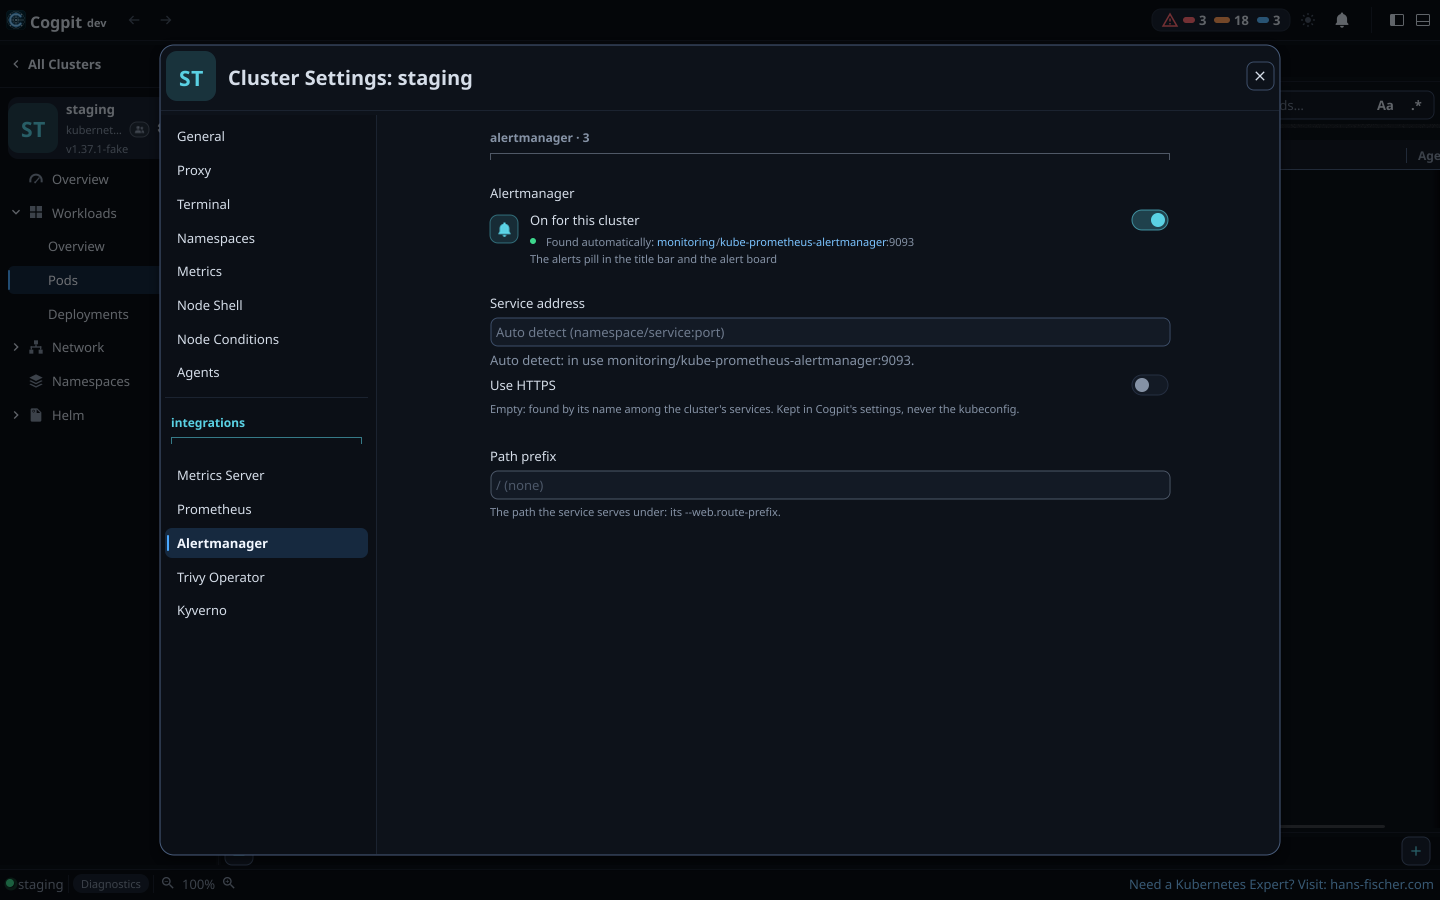 Cogpit dev
3 18 3
All Clusters
ST
staging
kubernet...
v1.37.1-fake
Overview
Workloads
Overview
Pods
Deployments
Network
Namespaces
Helm
ST Cluster Settings: staging
General
Proxy
Terminal
Namespaces
Metrics
Node Shell
Node Conditions
Agents
integrations
Metrics Server
Prometheus
Alertmanager
Trivy Operator
Kyverno
alertmanager · 3
Alertmanager
On for this cluster
Found automatically: monitoring/kube-prometheus-alertmanager:9093
The alerts pill in the title bar and the alert board
Service address
Auto detect (namespace/service:port)
Auto detect: in use monitoring/kube-prometheus-alertmanager:9093.
Use HTTPS
Empty: found by its name among the cluster's services. Kept in Cogpit's settings, never the kubeconfig.
Path prefix
/ (none)
The path the service serves under: its --web.route-prefix.
ds... Aa .*
Age
staging Diagnostics 100%
Need a Kubernetes Expert? Visit: hans-fischer.com